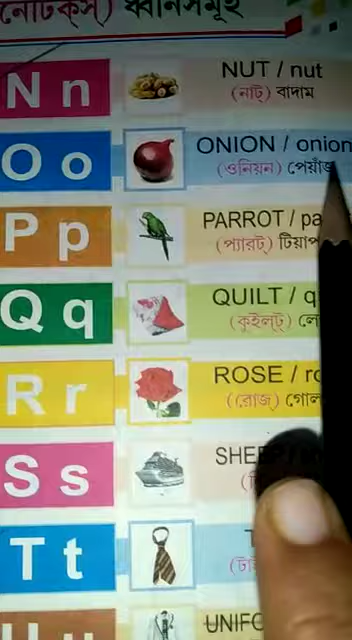 ধ্বনিসমূহ
N n
NUT / nut
(নাট্) বাদাম
O o
ONION / onion
(ওনিয়ন) পেয়াঁজ
P p
PARROT / pa
(প্যারট্) টিয়াপ
Q q
QUILT / q
(কুইল্ট্) লে
R r
ROSE / ro
(রোজ্) গোল
S s
SHEE
T t
T
(টাই
U u
UNIFO